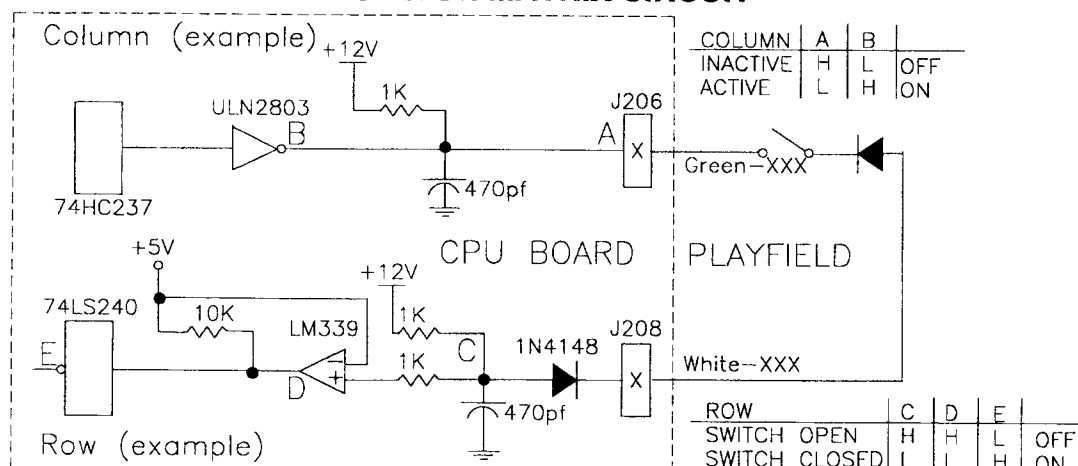 Column (example)
+12V
1K
ULN2803
B
A
J206
X
74HC237
470pf
COLUMN A B
INACTIVE H L OFF
ACTIVE L H ON
Green-XXX
+5V
CPU BOARD
PLAYFIELD
+12V
74LS240
10K
LM339
1K
C
1K
1N4148
J208
X
White-XXX
E
D
-
+
470pf
Row (example)
ROW C D E
SWITCH OPEN H H L OFF
SWITCH CLOSED L L H ON